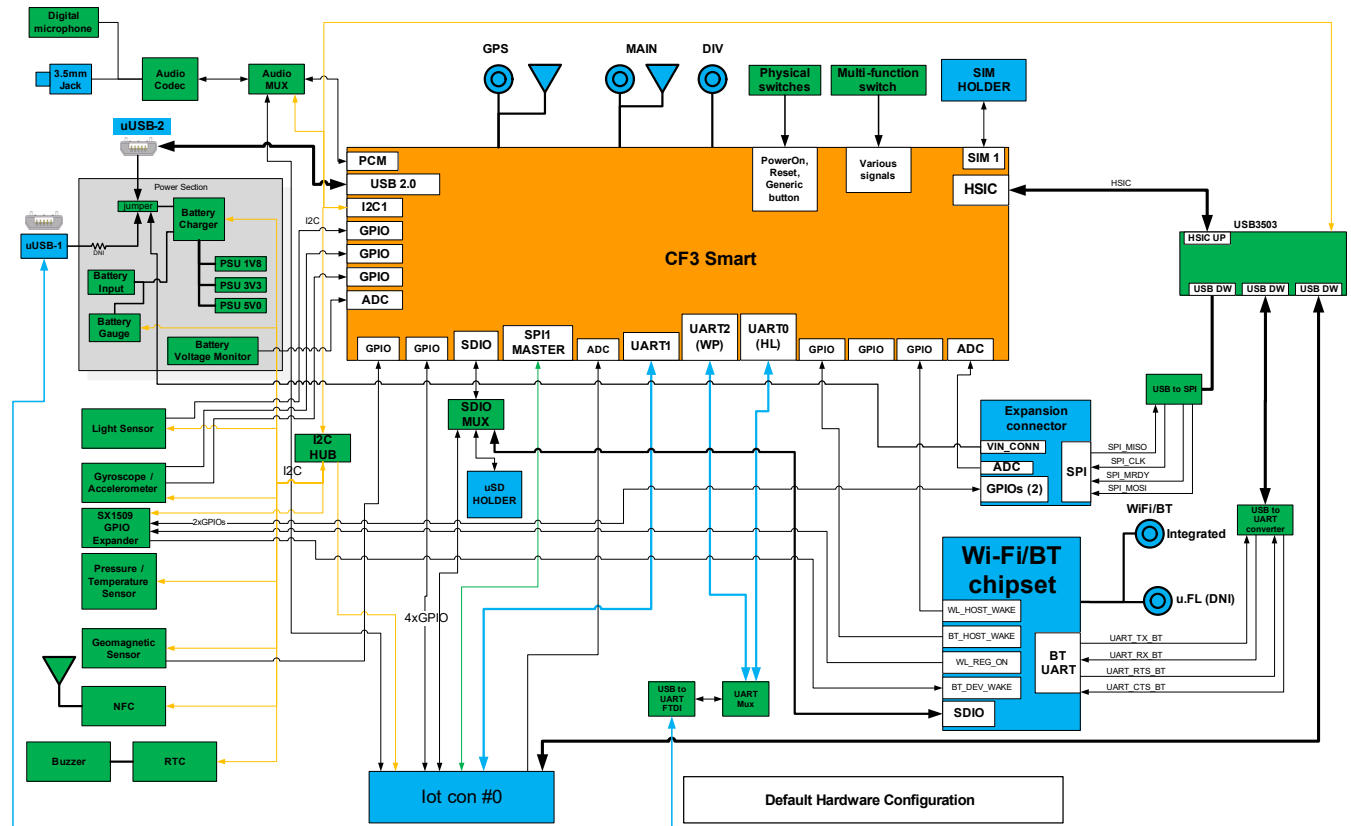 Digital
microphone
3.5mm
Jack
Audio
Codec
Audio
MUX
GPS
MAIN
DIV
Physical
switches
Multi-function
switch
SIM
HOLDER
uUSB-2
uUSB-1
DNI
Power Section
jumper
Battery
Charger
PSU 1V8
PSU 3V3
PSU 5V0
Battery
Input
Battery
Gauge
Battery
Voltage Monitor
I2C
PCM
USB 2.0
I2C1
GPIO
GPIO
GPIO
ADC
PowerOn,
Reset,
Generic
button
Various
signals
SIM 1
HSIC
HSIC
CF3 Smart
USB3503
HSIC UP
USB DW
USB DW
USB DW
GPIO
GPIO
SDIO
SPI1
MASTER
ADC
UART1
UART2
(WP)
UART0
(HL)
GPIO
GPIO
GPIO
ADC
USB to SPI
Light Sensor
Gyroscope /
Accelerometer
SX1509
GPIO
Expander
Pressure /
Temperature
Sensor
Geomagnetic
Sensor
NFC
Buzzer
RTC
I2C
HUB
I2C
2xGPIOs
SDIO
MUX
uSD
HOLDER
4xGPIO
Expansion
connector
VIN_CONN
ADC
GPIOs (2)
SPI
SPI_MISO
SPI_CLK
SPI_MRDY
SPI_MOSI
USB to
UART
converter
WiFi/BT
Integrated
u.FL (DNI)
Wi-Fi/BT
chipset
WL_HOST_WAKE
BT_HOST_WAKE
WL_REG_ON
BT_DEV_WAKE
SDIO
BT
UART
UART_TX_BT
UART_RX_BT
UART_RTS_BT
UART_CTS_BT
USB to
UART
FTDI
UART
Mux
Iot con #0
Default Hardware Configuration